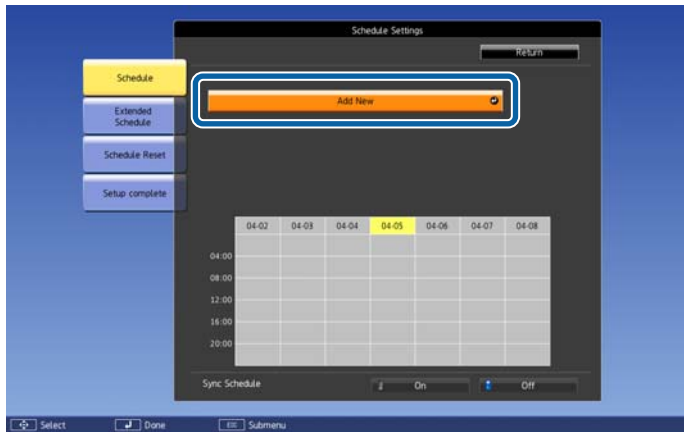 Schedule Settings
Return
Schedule
Add New
Extended
Schedule
Schedule Reset
Setup complete
04-02 04-03 04-04 04-05 04-06 04-07 04-08
04:00
08:00
12:00
16:00
20:00
Sync Schedule On Off
Select Done Submenu